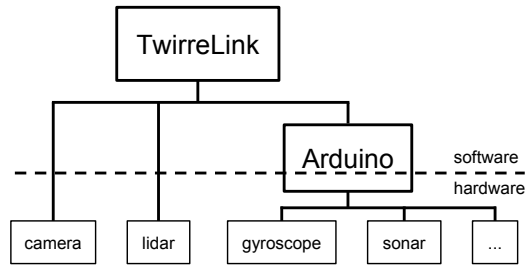 TwirreLink
Arduino
software
hardware
camera
lidar
gyroscope
sonar
...